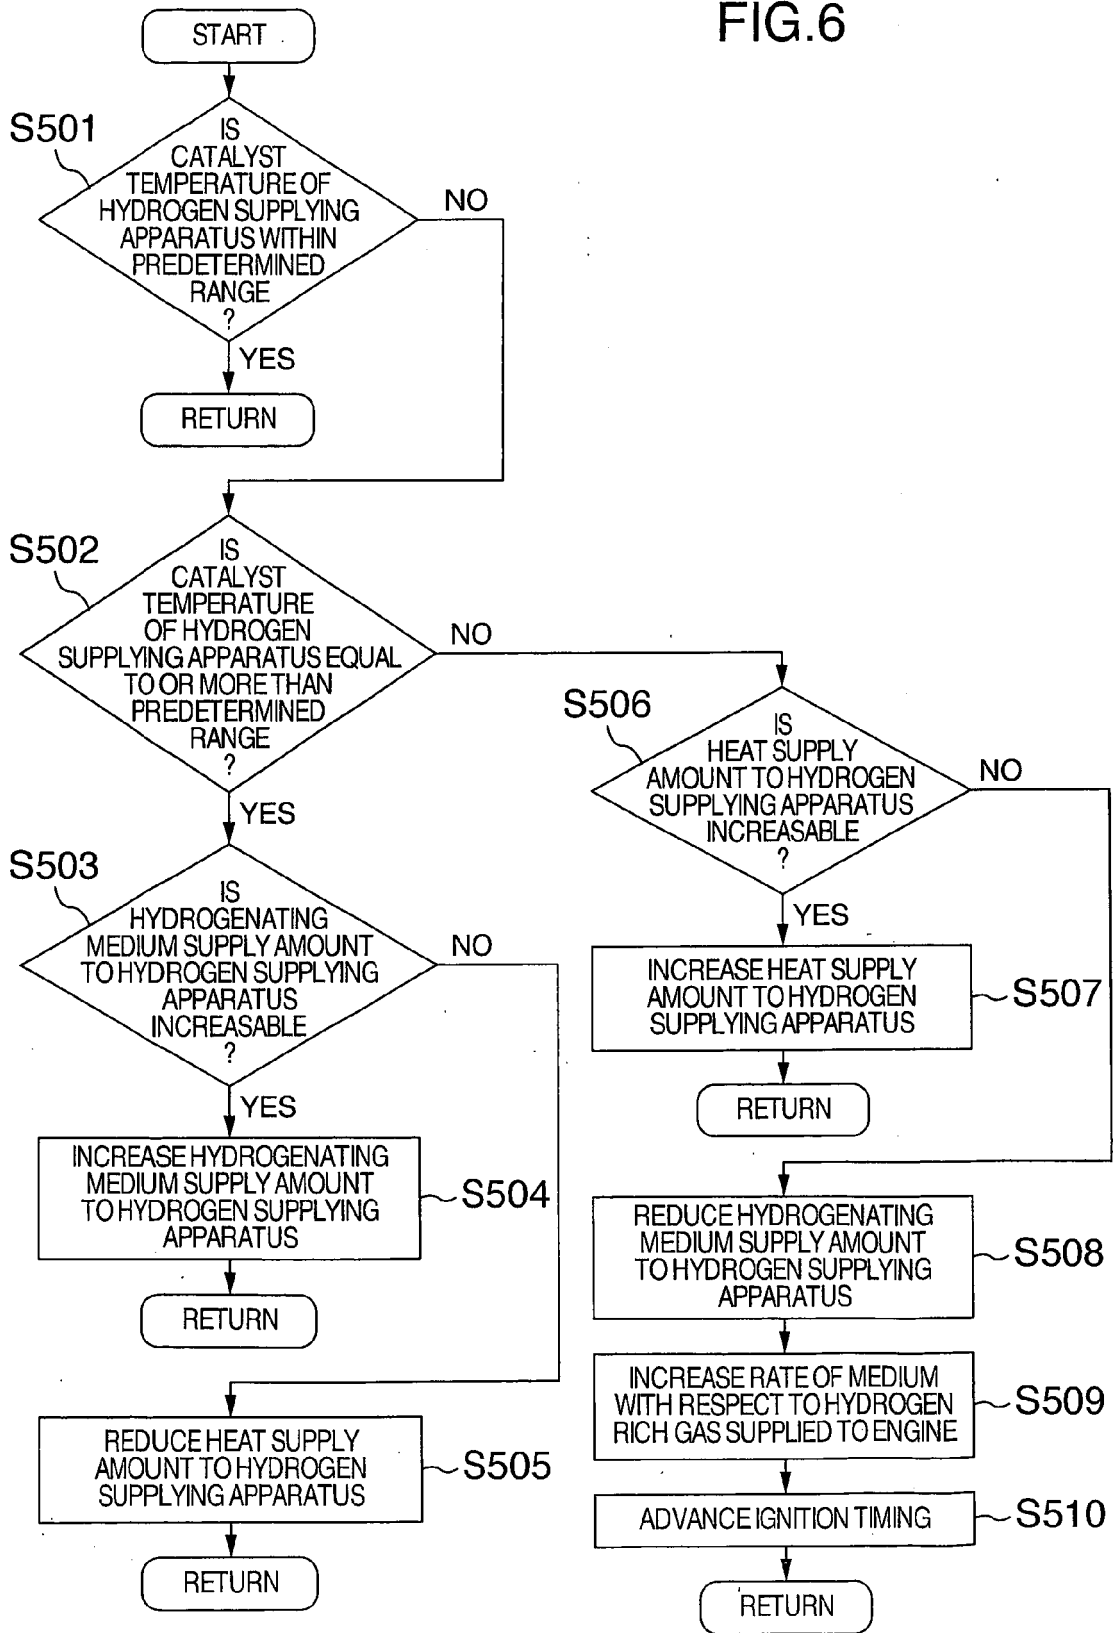 FIG.6
START
S501
IS
CATALYST
TEMPERATURE OF
HYDROGEN SUPPLYING
APPARATUS WITHIN
PREDETERMINED
RANGE
?
NO
YES
RETURN
S502
IS
CATALYST
TEMPERATURE
OF HYDROGEN
SUPPLYING APPARATUS EQUAL
TO OR MORE THAN
PREDETERMINED
RANGE
?
NO
YES
S503
IS
HYDROGENATING
MEDIUM SUPPLY AMOUNT
TO HYDROGEN SUPPLYING
APPARATUS
INCREASABLE
?
NO
YES
INCREASE HYDROGENATING
MEDIUM SUPPLY AMOUNT
TO HYDROGEN SUPPLYING
APPARATUS
S504
RETURN
REDUCE HEAT SUPPLY
AMOUNT TO HYDROGEN
SUPPLYING APPARATUS
S505
RETURN
S506
IS
HEAT SUPPLY
AMOUNT TO HYDROGEN
SUPPLYING APPARATUS
INCREASABLE
?
NO
YES
INCREASE HEAT SUPPLY
AMOUNT TO HYDROGEN
SUPPLYING APPARATUS
S507
RETURN
REDUCE HYDROGENATING
MEDIUM SUPPLY AMOUNT
TO HYDROGEN SUPPLYING
APPARATUS
S508
INCREASE RATE OF MEDIUM
WITH RESPECT TO HYDROGEN
RICH GAS SUPPLIED TO ENGINE
S509
ADVANCE IGNITION TIMING
S510
RETURN